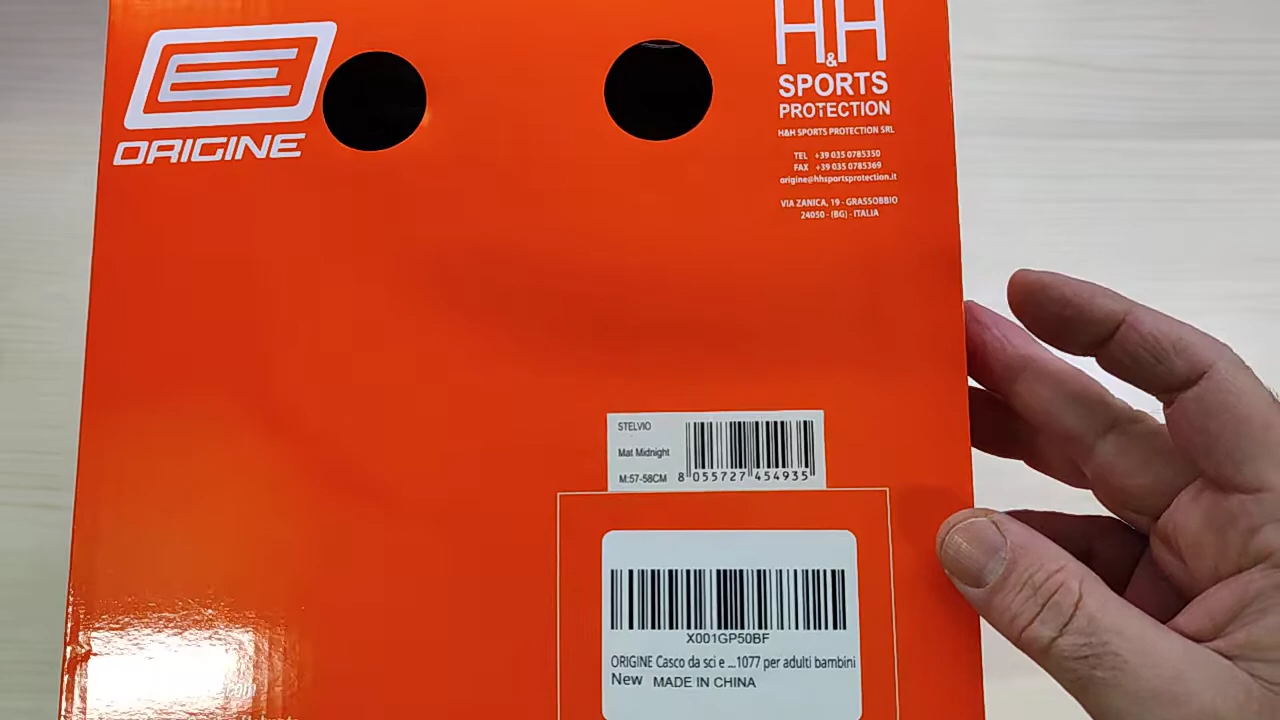 ORIGINE
H&H
SPORTS
PROTECTION
H&H SPORTS PROTECTION SRL
TEL +39 035 0785350
FAX +39 035 0785369
origine@hhsportsprotection.it
VIA ZANICA, 19 - GRASSOBBIO
24050 - (BG) - ITALIA
STELVIO
Mat Midnight
M:57-58CM
8 055727 454935
X001GP50BF
ORIGINE Casco da sci e ...1077 per adulti bambini
New MADE IN CHINA
.com